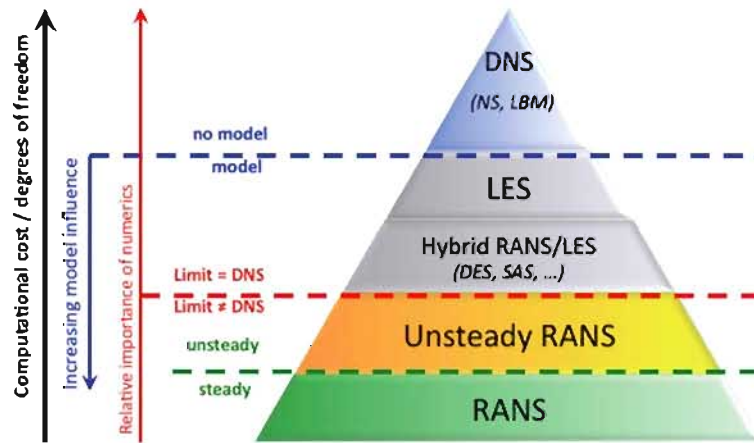 Computational cost / degrees of freedom
Increasing model influence
Relative importance of numerics
DNS
(NS, LBM)
no model
model
LES
Hybrid RANS/LES
(DES, SAS, ...)
Limit = DNS
Limit ≠ DNS
Unsteady RANS
unsteady
steady
RANS